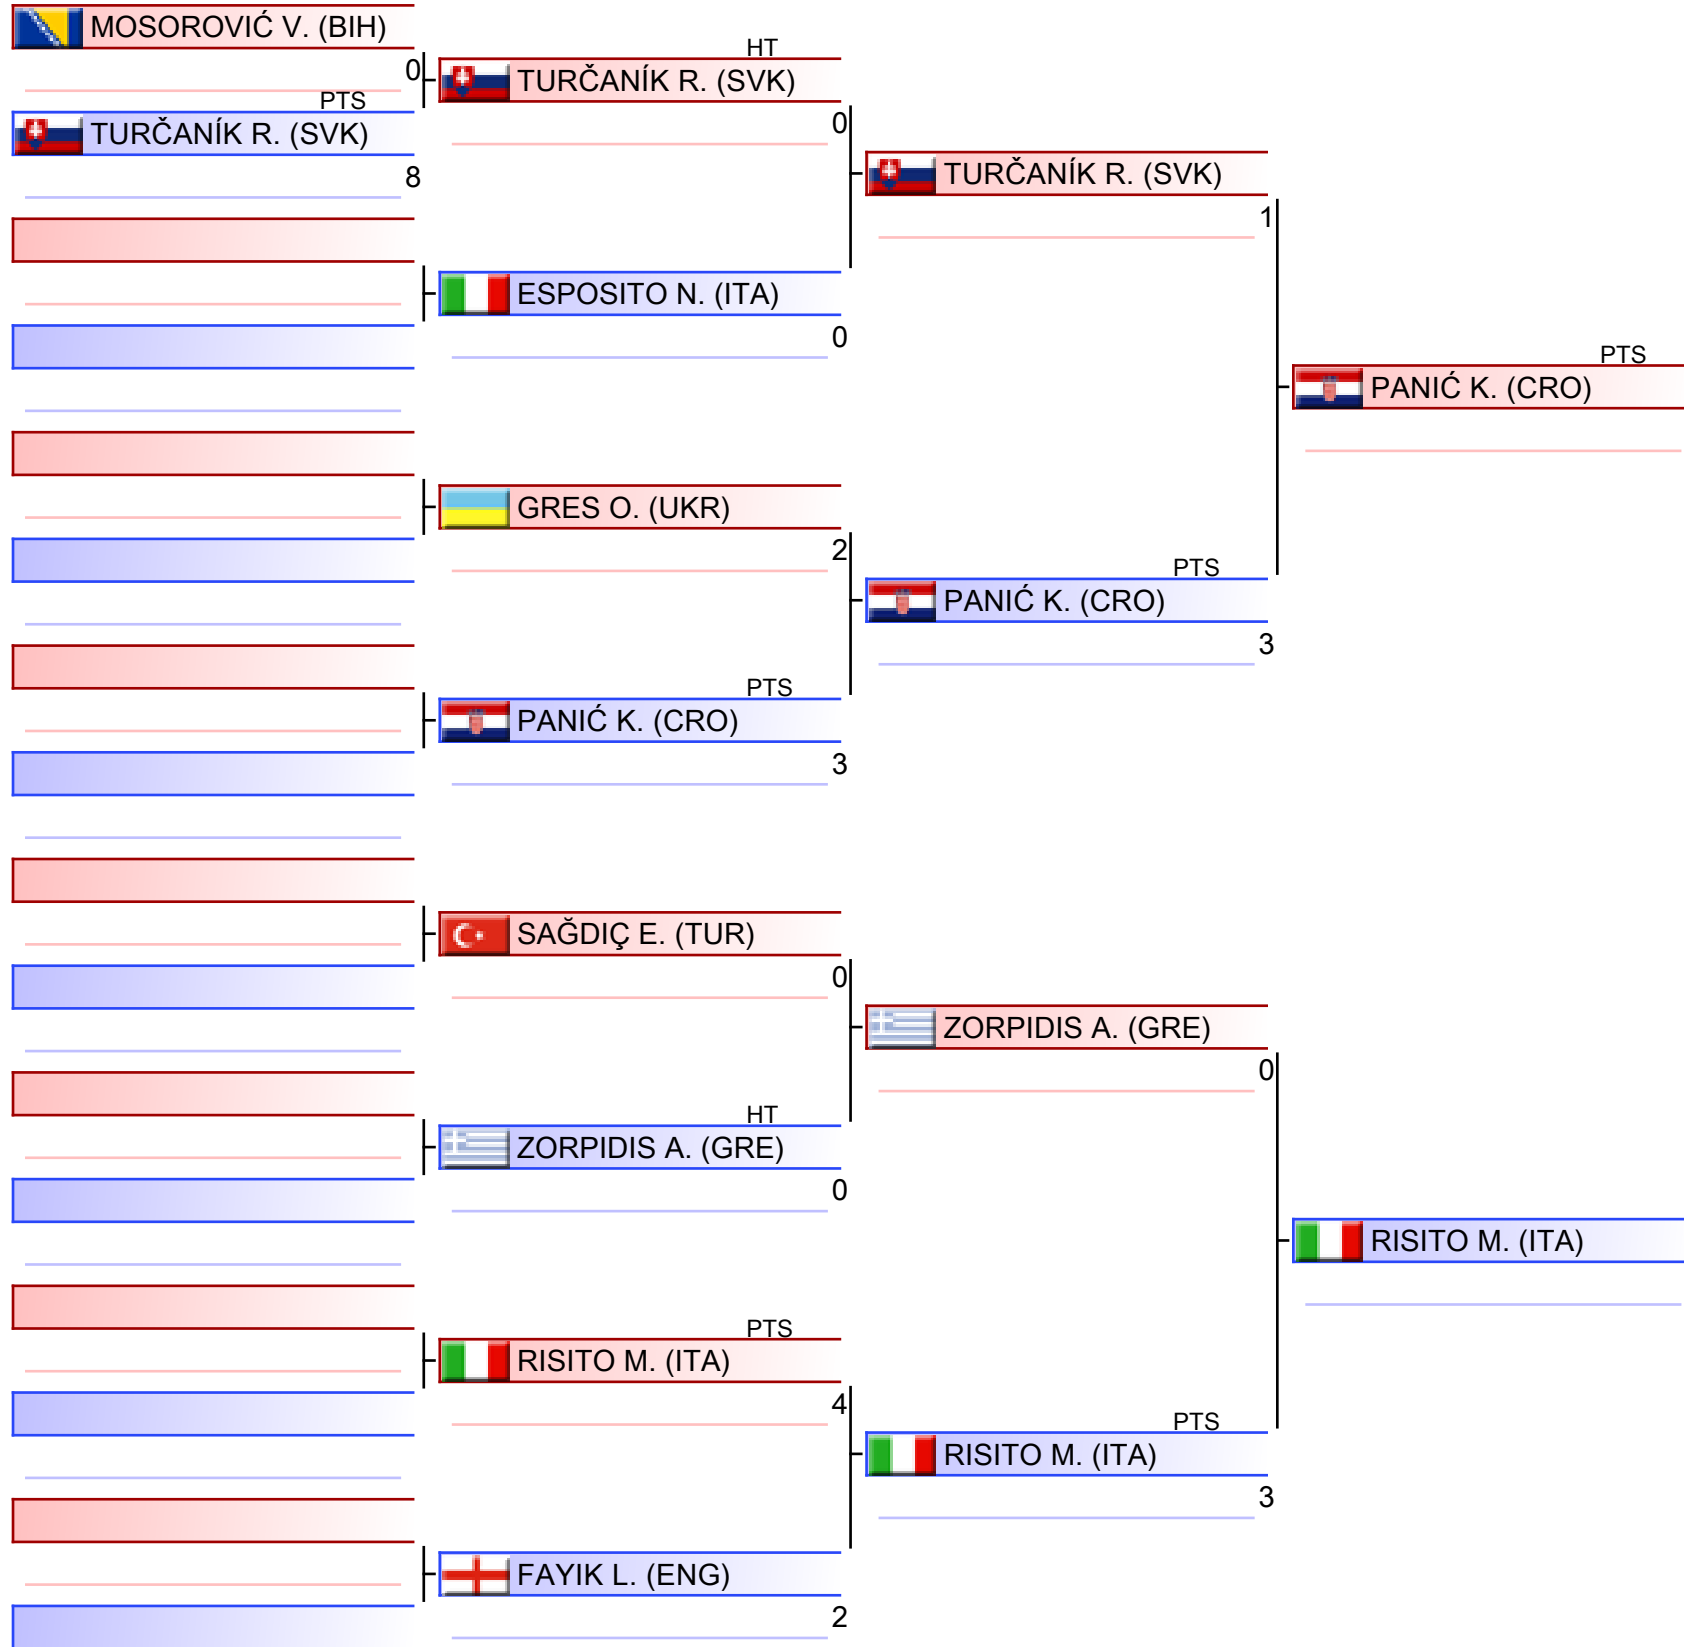 MOSOROVIĆ V. (BIH)
0
PTS
TURČANÍK R. (SVK)
8
HT
TURČANÍK R. (SVK)
0
ESPOSITO N. (ITA)
0
GRES O. (UKR)
2
PTS
PANIĆ K. (CRO)
3
SAĞDIÇ E. (TUR)
0
HT
ZORPIDIS A. (GRE)
0
PTS
RISITO M. (ITA)
4
FAYIK L. (ENG)
2
TURČANÍK R. (SVK)
1
PTS
PANIĆ K. (CRO)
3
ZORPIDIS A. (GRE)
0
PTS
RISITO M. (ITA)
3
PTS
PANIĆ K. (CRO)
RISITO M. (ITA)